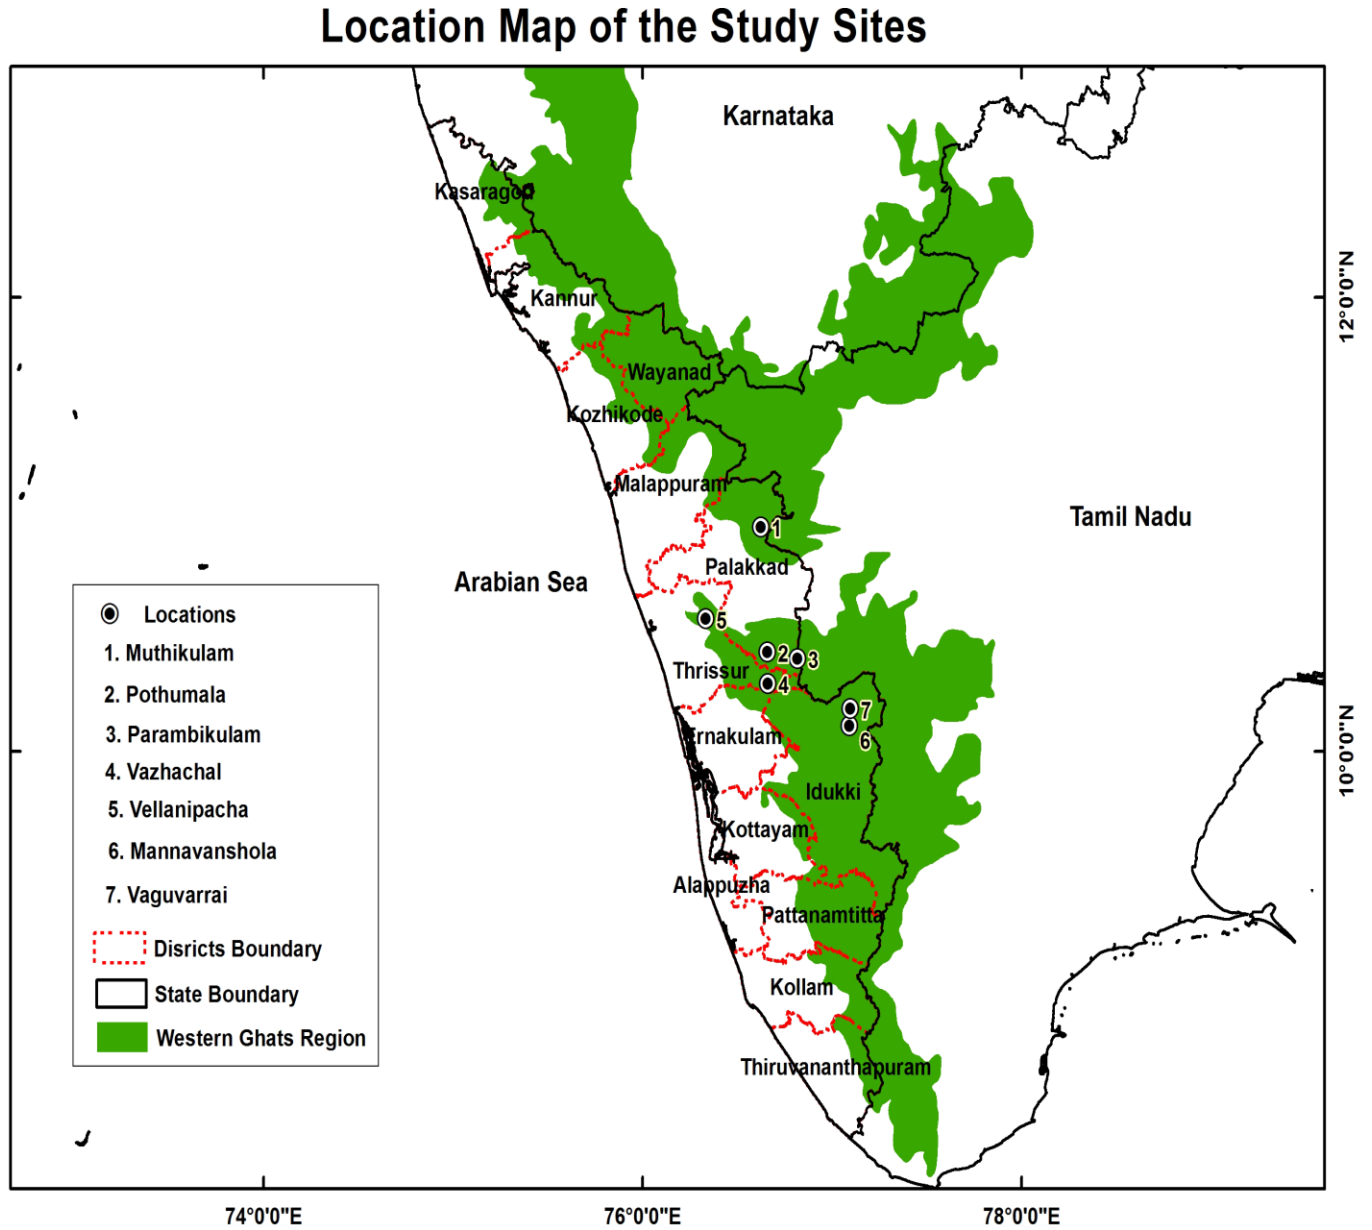 Location Map of the Study Sites
Karnataka
Kasaragod
12°0'0"N
Kannur
Wayanad
Kozhikode
Malappuram
Tamil Nadu
1
Palakkad
Arabian Sea
Locations
1. Muthikulam
2. Pothumala
3. Parambikulam
4. Vazhachal
5. Vellanipacha
6. Mannavanshola
7. Vaguvarrai
Disricts Boundary
State Boundary
Western Ghats Region
5
2
3
Thrissur
4
7
6
Ernakulam
10°0'0"N
Idukki
Kottayam
Alappuzha
Pattanamtitta
Kollam
Thiruvananthapuram
74°0'0"E
76°0'0"E
78°0'0"E